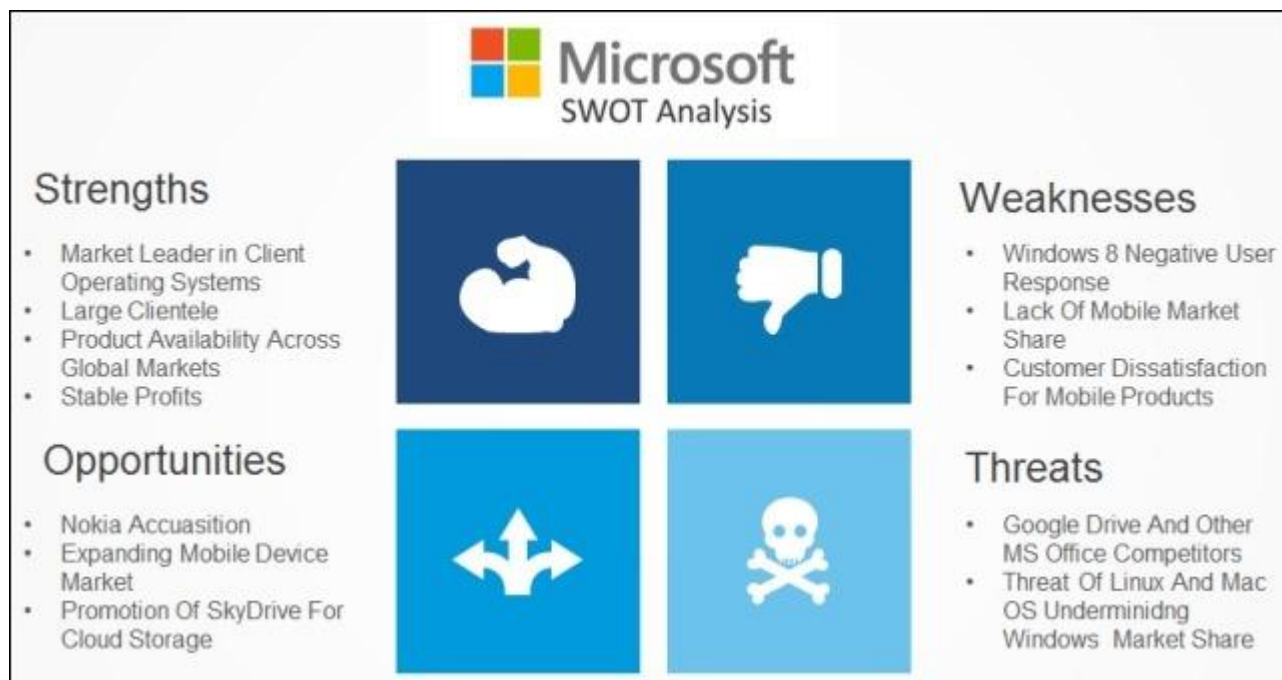 Microsoft
SWOT Analysis
Strengths
• Market Leader in Client
Operating Systems
• Large Clientele
• Product Availability Across
Global Markets
• Stable Profits
Weaknesses
• Windows 8 Negative User
Response
• Lack Of Mobile Market
Share
• Customer Dissatisfaction
For Mobile Products
Opportunities
• Nokia Accuasition
• Expanding Mobile Device
Market
• Promotion Of SkyDrive For
Cloud Storage
Threats
• Google Drive And Other
MS Office Competitors
• Threat Of Linux And Mac
OS Underminidng
Windows Market Share